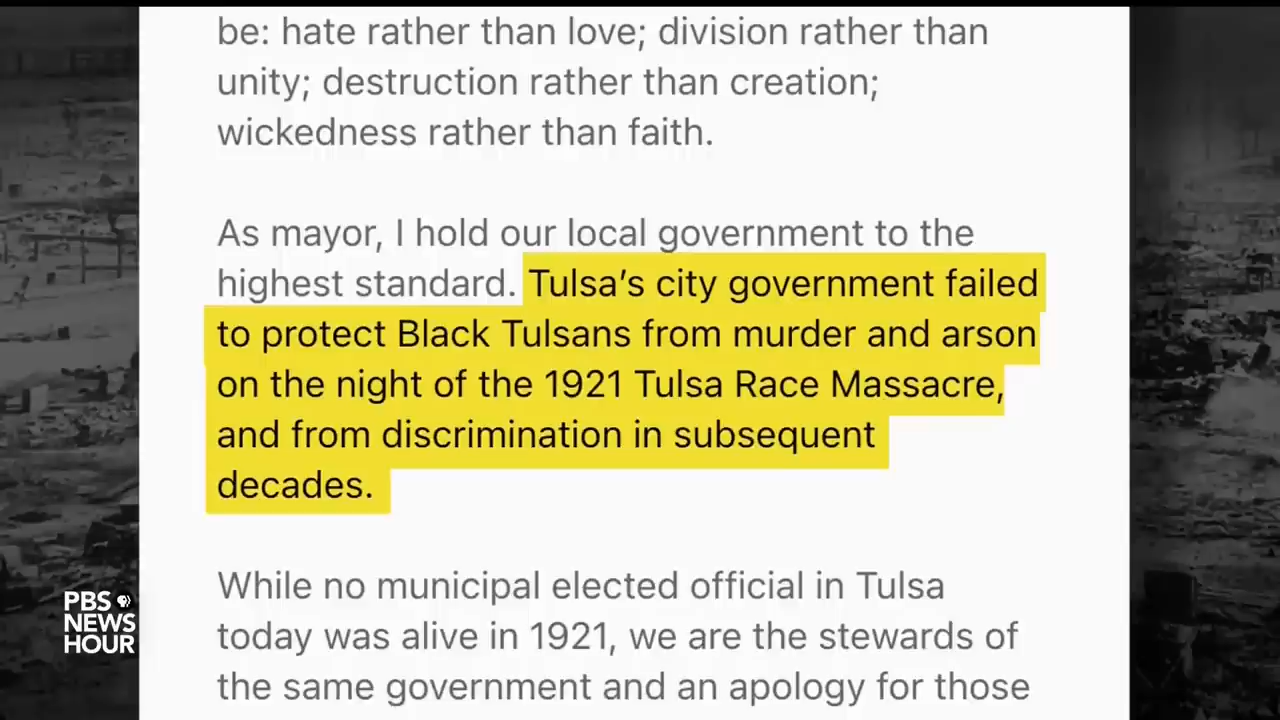 be: hate rather than love; division rather than
unity; destruction rather than creation;
wickedness rather than faith.
As mayor, I hold our local government to the
highest standard. Tulsa’s city government failed
to protect Black Tulsans from murder and arson
on the night of the 1921 Tulsa Race Massacre,
and from discrimination in subsequent
decades.
While no municipal elected official in Tulsa
today was alive in 1921, we are the stewards of
the same government and an apology for those
PBS
NEWS
HOUR